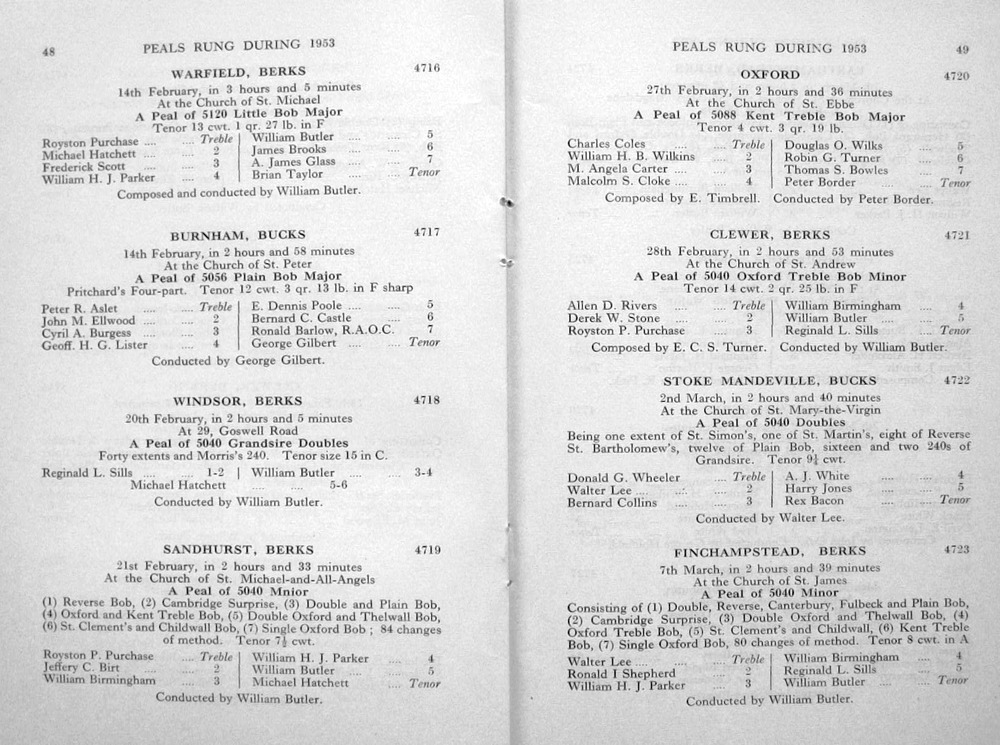 48
PEALS RUNG DURING 1953
WARFIELD, BERKS 4716
14th February, in 3 hours and 5 minutes
At the Church of St. Michael
A Peal of 5120 Little Bob Major
Tenor 13 cwt. 1 qr. 27 lb. in F
Royston Purchase .... .... Treble | William Butler .... .... 5
Michael Hatchett .... .... 2 | James Brooks .... .... 6
Frederick Scott .... .... 3 | A. James Glass .... .... 7
William H. J. Parker .... 4 | Brian Taylor .... .... Tenor
Composed and conducted by William Butler.
BURNHAM, BUCKS 4717
14th February, in 2 hours and 58 minutes
At the Church of St. Peter
A Peal of 5056 Plain Bob Major
Pritchard's Four-part. Tenor 12 cwt. 3 qr. 13 lb. in F sharp
Peter R. Aslet .... .... Treble | E. Dennis Poole .... .... 5
John M. Ellwood .... .... 2 | Bernard C. Castle .... .... 6
Cyril A. Burgess .... .... 3 | Ronald Barlow, R.A.O.C. 7
Geoff. H. G. Lister .... 4 | George Gilbert .... .... Tenor
Conducted by George Gilbert.
WINDSOR, BERKS 4718
20th February, in 2 hours and 5 minutes
At 29, Goswell Road
A Peal of 5040 Grandsire Doubles
Forty extents and Morris's 240. Tenor size 15 in C.
Reginald L. Sills .... 1-2 | William Butler .... .... 3-4
Michael Hatchett .... .... 5-6
Conducted by William Butler.
SANDHURST, BERKS 4719
21st February, in 2 hours and 33 minutes
At the Church of St. Michael-and-All-Angels
A Peal of 5040 Mnior
(1) Reverse Bob, (2) Cambridge Surprise, (3) Double and Plain Bob,
(4) Oxford and Kent Treble Bob, (5) Double Oxford and Thelwall Bob,
(6) St. Clement's and Childwall Bob, (7) Single Oxford Bob ; 84 changes
of method. Tenor 7½ cwt.
Royston P. Purchase .... Treble | William H. J. Parker .... 4
Jeffery C. Birt .... .... 2 | William Butler .... .... 5
William Birmingham .... 3 | Michael Hatchett .... Tenor
Conducted by William Butler.
PEALS RUNG DURING 1953
49
OXFORD 4720
27th February, in 2 hours and 36 minutes
At the Church of St. Ebbe
A Peal of 5088 Kent Treble Bob Major
Tenor 4 cwt. 3 qr. 19 lb.
Charles Coles .... .... Treble | Douglas O. Wilks .... 5
William H. B. Wilkins .... 2 | Robin G. Turner .... .... 6
M. Angela Carter .... .... 3 | Thomas S. Bowles .... 7
Malcolm S. Cloke .... .... 4 | Peter Border .... .... Tenor
Composed by E. Timbrell. Conducted by Peter Border.
CLEWER, BERKS 4721
28th February, in 2 hours and 53 minutes
At the Church of St. Andrew
A Peal of 5040 Oxford Treble Bob Minor
Tenor 14 cwt. 2 qr. 25 lb. in F
Allen D. Rivers .... Treble | William Birmingham .... 4
Derek W. Stone .... .... 2 | William Butler .... .... 5
Royston P. Purchase .... 3 | Reginald L. Sills .... Tenor
Composed by E. C. S. Turner. Conducted by William Butler.
STOKE MANDEVILLE, BUCKS 4722
2nd March, in 2 hours and 40 minutes
At the Church of St. Mary-the-Virgin
A Peal of 5040 Doubles
Being one extent of St. Simon's, one of St. Martin's, eight of Reverse
St. Bartholomew's, twelve of Plain Bob, sixteen and two 240s of
Grandsire. Tenor 9¼ cwt.
Donald G. Wheeler .... Treble | A. J. White .... .... 4
Walter Lee .... .... .... 2 | Harry Jones .... .... 5
Bernard Collins .... .... 3 | Rex Bacon .... .... Tenor
Conducted by Walter Lee.
FINCHAMPSTEAD, BERKS 4723
7th March, in 2 hours and 39 minutes
At the Church of St. James
A Peal of 5040 Minor
Consisting of (1) Double, Reverse, Canterbury, Fulbeck and Plain Bob,
(2) Cambridge Surprise, (3) Double Oxford and Thelwall Bob, (4)
Oxford Treble Bob, (5) St. Clement's and Childwall, (6) Kent Treble
Bob, (7) Single Oxford Bob, 80 changes of method. Tenor 8 cwt. in A
Walter Lee .... .... Treble | William Birmingham .... 4
Ronald I Shepherd .... 2 | Reginald L. Sills .... 5
William H. J. Parker .... 3 | William Butler .... .... Tenor
Conducted by William Butler.